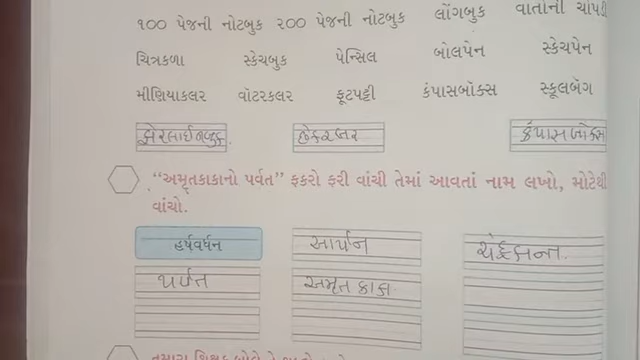 ૧૦૦ પેજની નોટબુક ૨૦૦ પેજની નોટબુક લોંગબુક વાર્તાની ચોપડી
ચિત્રકળા સ્કેચબુક પેન્સિલ બોલપેન સ્કેચપેન
મીણિયાકલર વૉટરકલર ફૂટપટ્ટી કંપાસબૉક્સ સ્કૂલબૅગ
કંપાસ બોક્સ
"અમૃતકાકાનો પર્વત" ફકરો ફરી વાંચી તેમાં આવતાં નામ લખો, મોટેથી
વાંચો.
હર્ષવર્ધન
પર્વત અમૃત કાકા